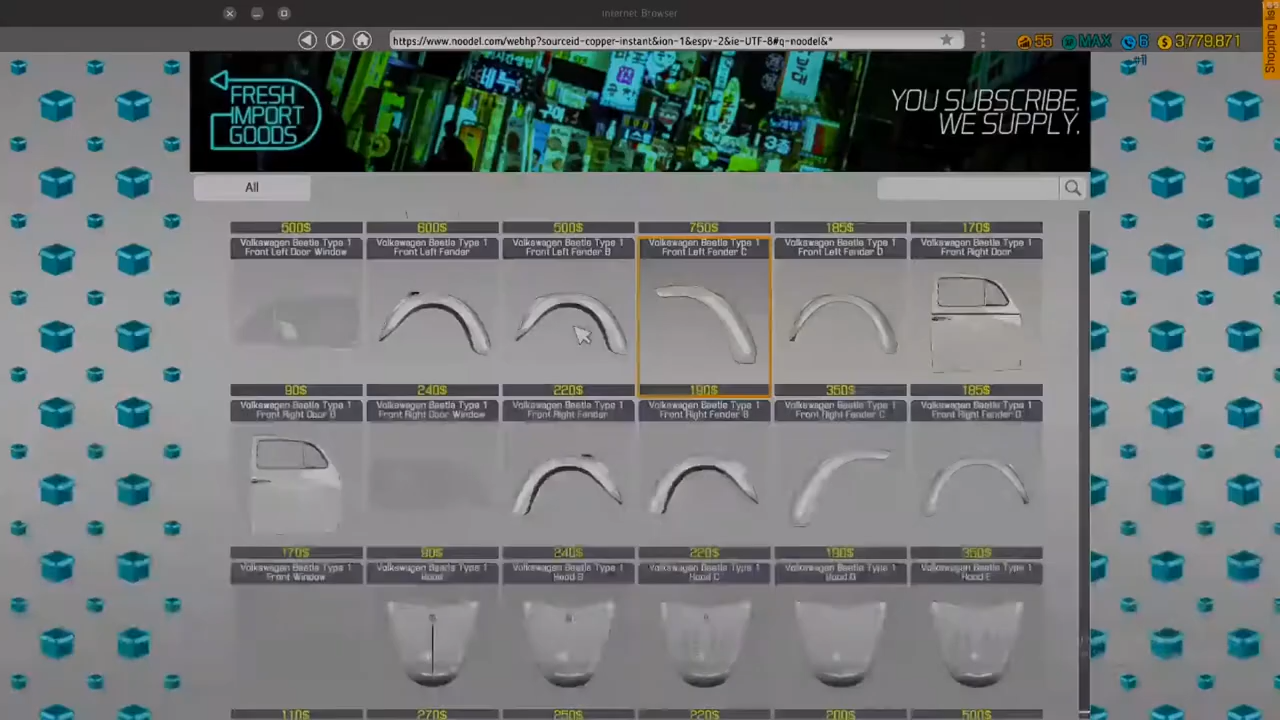 Internet Browser
https://www.noodel.com/webhp?sourceid-copper-instant&ion-1&espv-2&ie-UTF-8#q-noodel&*
55 MAX 6 $ 3,779,871
Shopping list
FRESH
IMPORT
GOODS
YOU SUBSCRIBE.
WE SUPPLY.
All
500$ 600$ 500$ 750$ 185$ 170$
Volkswagen Beetle Type 1 Volkswagen Beetle Type 1 Volkswagen Beetle Type 1 Volkswagen Beetle Type 1 Volkswagen Beetle Type 1 Volkswagen Beetle Type 1
Front Left Door Window Front Left Fender Front Left Fender B Front Left Fender C Front Left Fender D Front Right Door
90$ 240$ 220$ 190$ 350$ 185$
Volkswagen Beetle Type 1 Volkswagen Beetle Type 1 Volkswagen Beetle Type 1 Volkswagen Beetle Type 1 Volkswagen Beetle Type 1 Volkswagen Beetle Type 1
Front Right Door B Front Right Door Window Front Right Fender Front Right Fender B Front Right Fender C Front Right Fender D
170$ 90$ 240$ 220$ 190$ 350$
Volkswagen Beetle Type 1 Volkswagen Beetle Type 1 Volkswagen Beetle Type 1 Volkswagen Beetle Type 1 Volkswagen Beetle Type 1 Volkswagen Beetle Type 1
Front Window Hood Hood B Hood C Hood D Hood E
110$ 270$ 250$ 220$ 200$ 500$